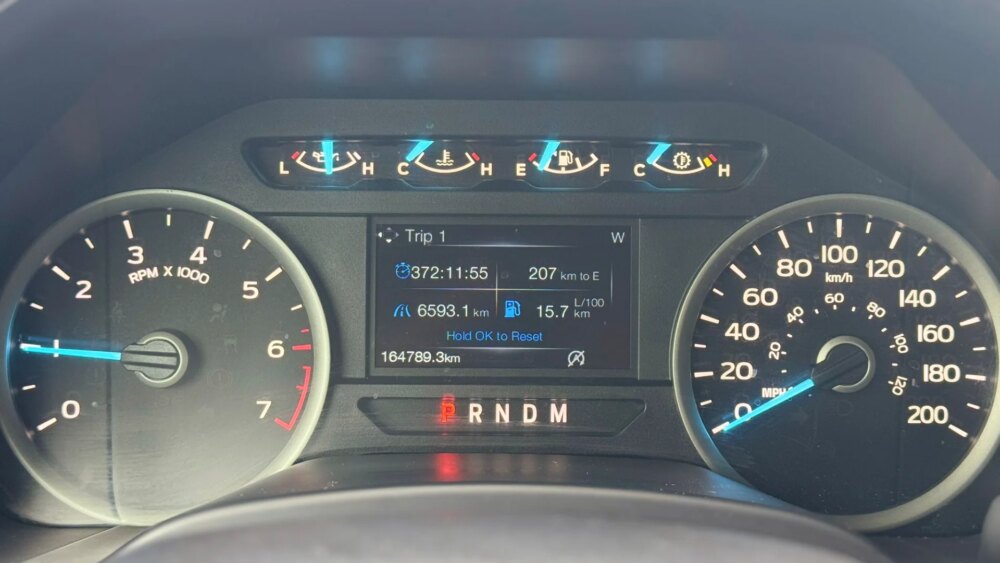 L H C H E F C H
Trip 1 W
372:11:55 207 km to E
6593.1 km 15.7 L/100 km
Hold OK to Reset
164789.3km
P R N D M
0 1 2 3 4 5 6 7
RPM X 1000
0 20 40 60 80 100 120 140 160 180 200
km/h
20 40 60 80 100 120
MPH